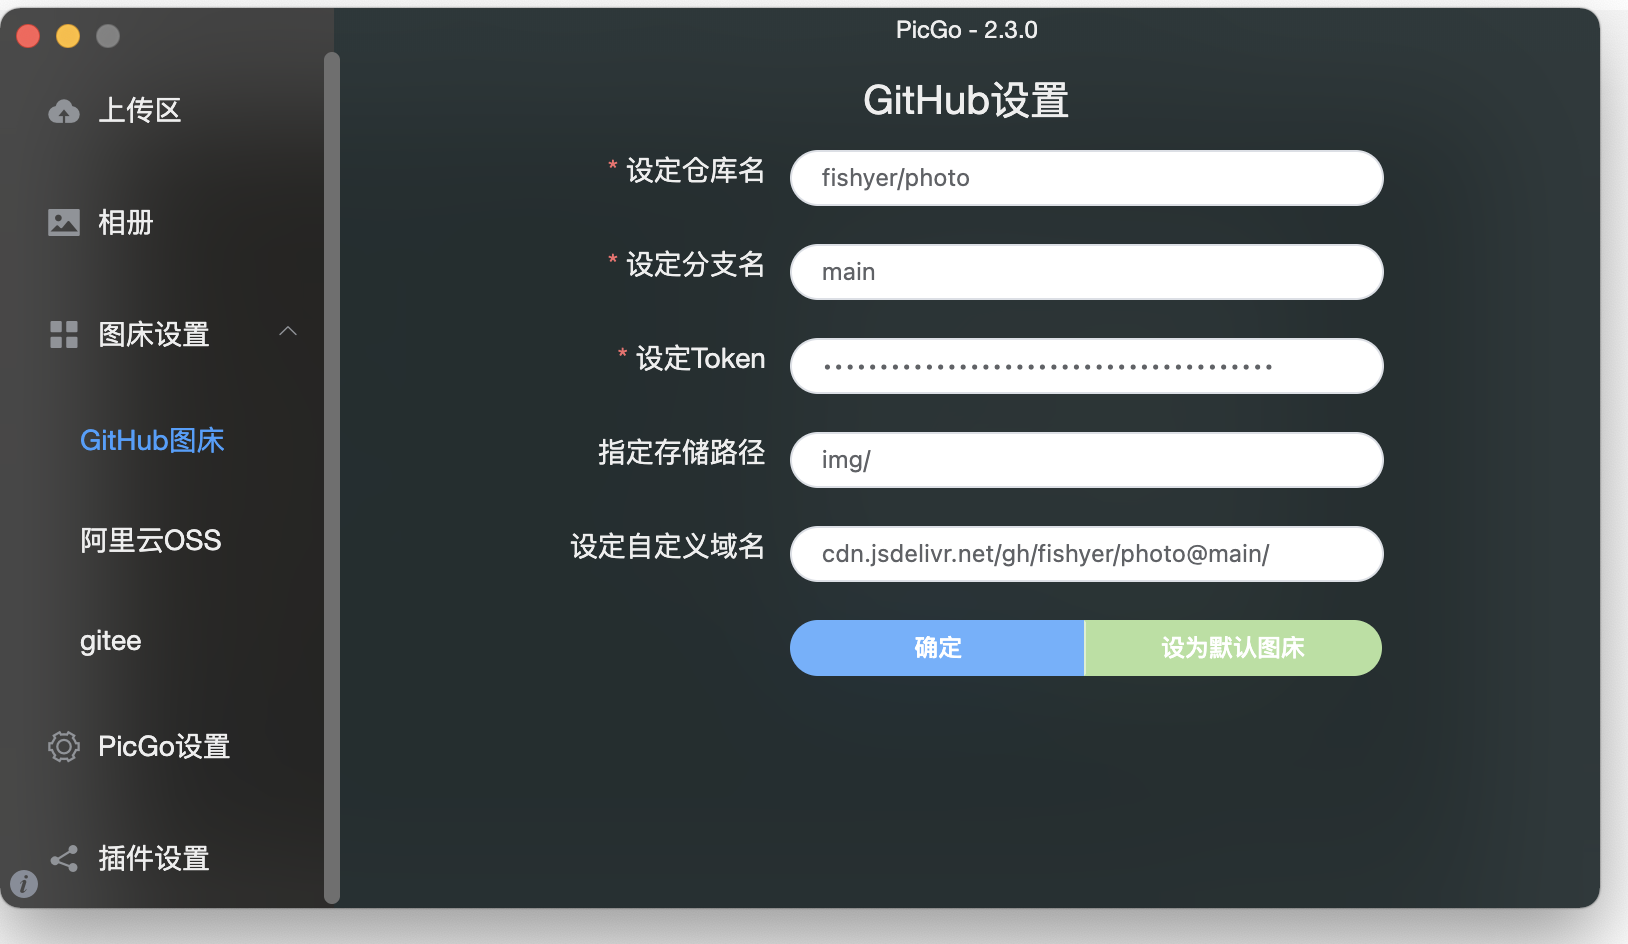 PicGo - 2.3.0
上传区
相册
图床设置
GitHub图床
阿里云OSS
gitee
PicGo设置
插件设置
GitHub设置
* 设定仓库名
fishyer/photo
* 设定分支名
main
* 设定Token
••••••••••••••••••••••••••••••••••••••••
指定存储路径
img/
设定自定义域名
cdn.jsdelivr.net/gh/fishyer/photo@main/
确定
设为默认图床